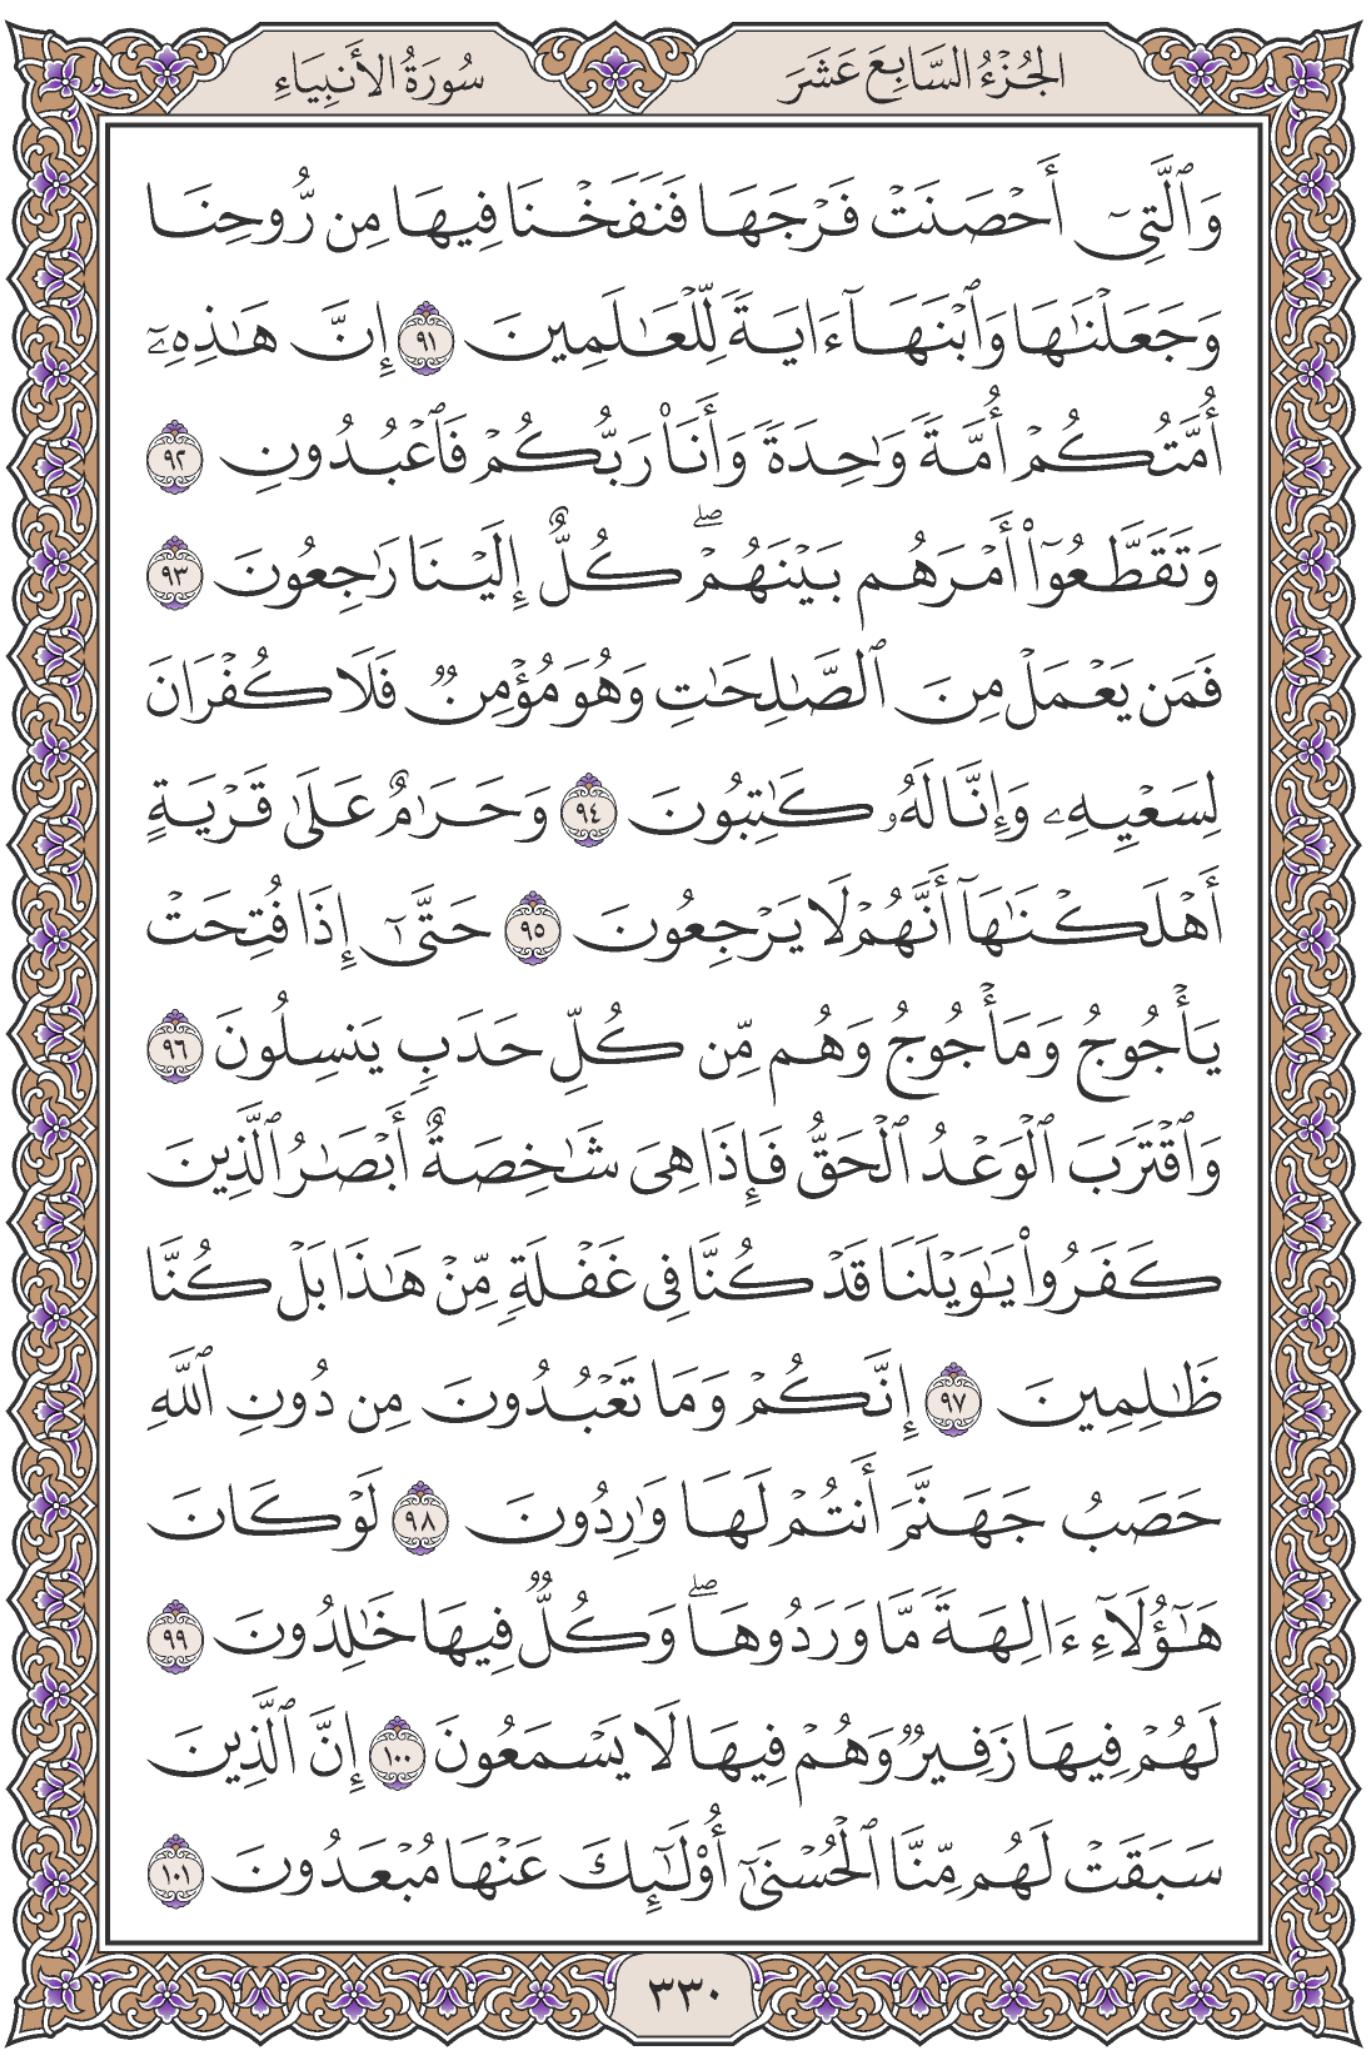 الجُزْءُ السَّابِعَ عَشَرَ
سُورَةُ الأَنبِيَاءِ
وَٱلَّتِىٓ أَحْصَنَتْ فَرْجَهَا فَنَفَخْنَا فِيهَا مِن رُّوحِنَا
وَجَعَلْنَٰهَا وَٱبْنَهَآ ءَايَةً لِّلْعَٰلَمِينَ ٩١ إِنَّ هَٰذِهِۦٓ
أُمَّتُكُمْ أُمَّةً وَٰحِدَةً وَأَنَا۠ رَبُّكُمْ فَٱعْبُدُونِ ٩٢
وَتَقَطَّعُوٓا۟ أَمْرَهُم بَيْنَهُمْ ۖ كُلٌّ إِلَيْنَا رَٰجِعُونَ ٩٣
فَمَن يَعْمَلْ مِنَ ٱلصَّٰلِحَٰتِ وَهُوَ مُؤْمِنٌ فَلَا كُفْرَانَ
لِسَعْيِهِۦ وَإِنَّا لَهُۥ كَٰتِبُونَ ٩٤ وَحَرَٰمٌ عَلَىٰ قَرْيَةٍ
أَهْلَكْنَٰهَآ أَنَّهُمْ لَا يَرْجِعُونَ ٩٥ حَتَّىٰٓ إِذَا فُتِحَتْ
يَأْجُوجُ وَمَأْجُوجُ وَهُم مِّن كُلِّ حَدَبٍ يَنسِلُونَ ٩٦
وَٱقْتَرَبَ ٱلْوَعْدُ ٱلْحَقُّ فَإِذَا هِىَ شَٰخِصَةٌ أَبْصَٰرُ ٱلَّذِينَ
كَفَرُوا۟ يَٰوَيْلَنَا قَدْ كُنَّا فِى غَفْلَةٍ مِّنْ هَٰذَا بَلْ كُنَّا
ظَٰلِمِينَ ٩٧ إِنَّكُمْ وَمَا تَعْبُدُونَ مِن دُونِ ٱللَّهِ
حَصَبُ جَهَنَّمَ أَنتُمْ لَهَا وَٰرِدُونَ ٩٨ لَوْ كَانَ
هَٰٓؤُلَآءِ ءَالِهَةً مَّا وَرَدُوهَا ۖ وَكُلٌّ فِيهَا خَٰلِدُونَ ٩٩
لَهُمْ فِيهَا زَفِيرٌ وَهُمْ فِيهَا لَا يَسْمَعُونَ ١٠٠ إِنَّ ٱلَّذِينَ
سَبَقَتْ لَهُم مِّنَّا ٱلْحُسْنَىٰٓ أُو۟لَٰٓئِكَ عَنْهَا مُبْعَدُونَ ١٠١
٣٣٠